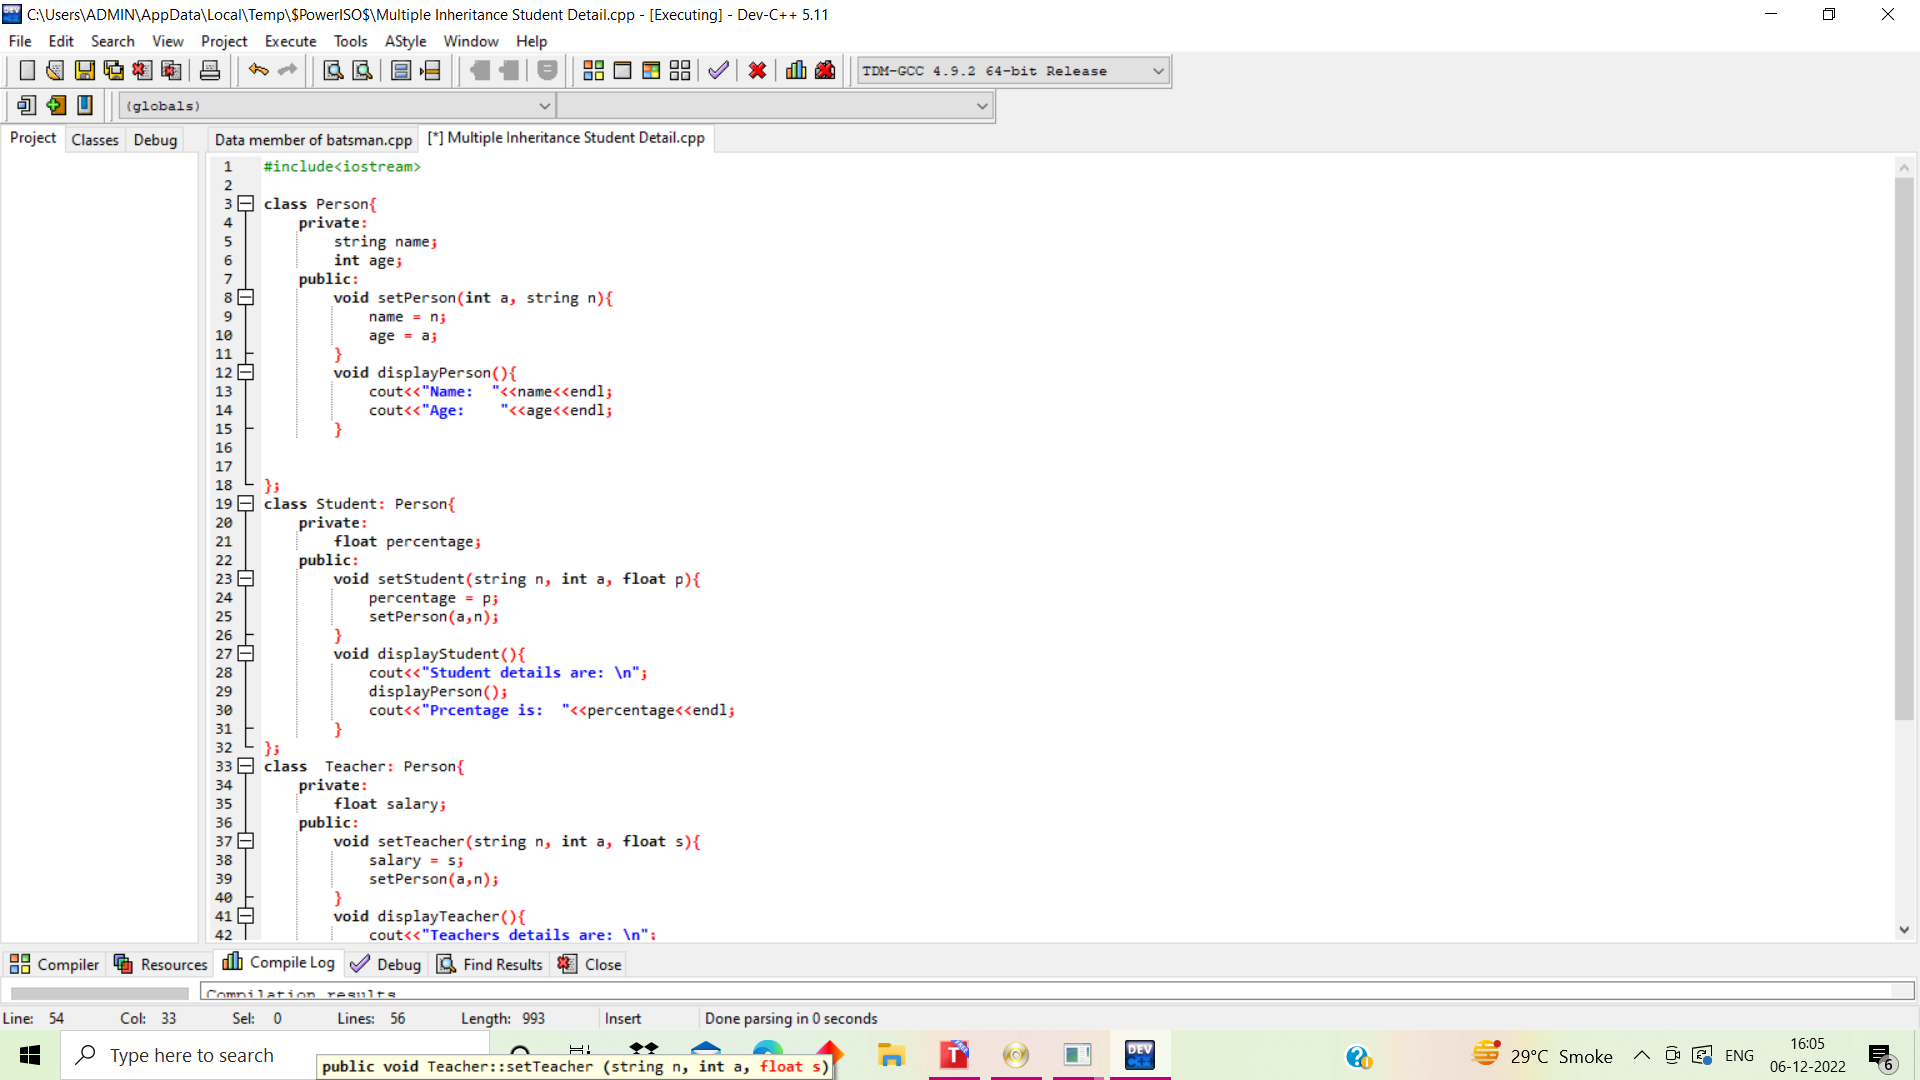 C:\Users\ADMIN\AppData\Local\Temp\$PowerISO$\Multiple Inheritance Student Detail.cpp - [Executing] - Dev-C++ 5.11
File Edit Search View Project Execute Tools AStyle Window Help
TDM-GCC 4.9.2 64-bit Release
(globals)
Project Classes Debug
Data member of batsman.cpp [*] Multiple Inheritance Student Detail.cpp
1 #include<iostream>
2
3 class Person{
4 private:
5 string name;
6 int age;
7 public:
8 void setPerson(int a, string n){
9 name = n;
10 age = a;
11 }
12 void displayPerson(){
13 cout<<"Name:  "<<name<<endl;
14 cout<<"Age:    "<<age<<endl;
15 }
16
17
18 };
19 class Student: Person{
20 private:
21 float percentage;
22 public:
23 void setStudent(string n, int a, float p){
24 percentage = p;
25 setPerson(a,n);
26 }
27 void displayStudent(){
28 cout<<"Student details are: \n";
29 displayPerson();
30 cout<<"Prcentage is:  "<<percentage<<endl;
31 }
32 };
33 class  Teacher: Person{
34 private:
35 float salary;
36 public:
37 void setTeacher(string n, int a, float s){
38 salary = s;
39 setPerson(a,n);
40 }
41 void displayTeacher(){
42 cout<<"Teachers details are: \n";
Compiler Resources Compile Log Debug Find Results Close
Compilation results
Line: 54 Col: 33 Sel: 0 Lines: 56 Length: 993 Insert Done parsing in 0 seconds
Type here to search
public void Teacher::setTeacher (string n, int a, float s)
T
DEV
C++
29°C Smoke
ENG
16:05
06-12-2022
6